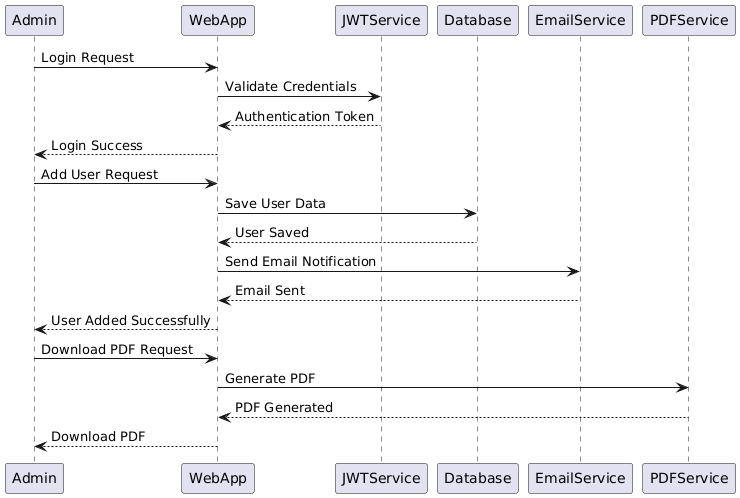 Admin WebApp JWTService Database EmailService PDFService
Login Request
Validate Credentials
Authentication Token
Login Success
Add User Request
Save User Data
User Saved
Send Email Notification
Email Sent
User Added Successfully
Download PDF Request
Generate PDF
PDF Generated
Download PDF
Admin WebApp JWTService Database EmailService PDFService